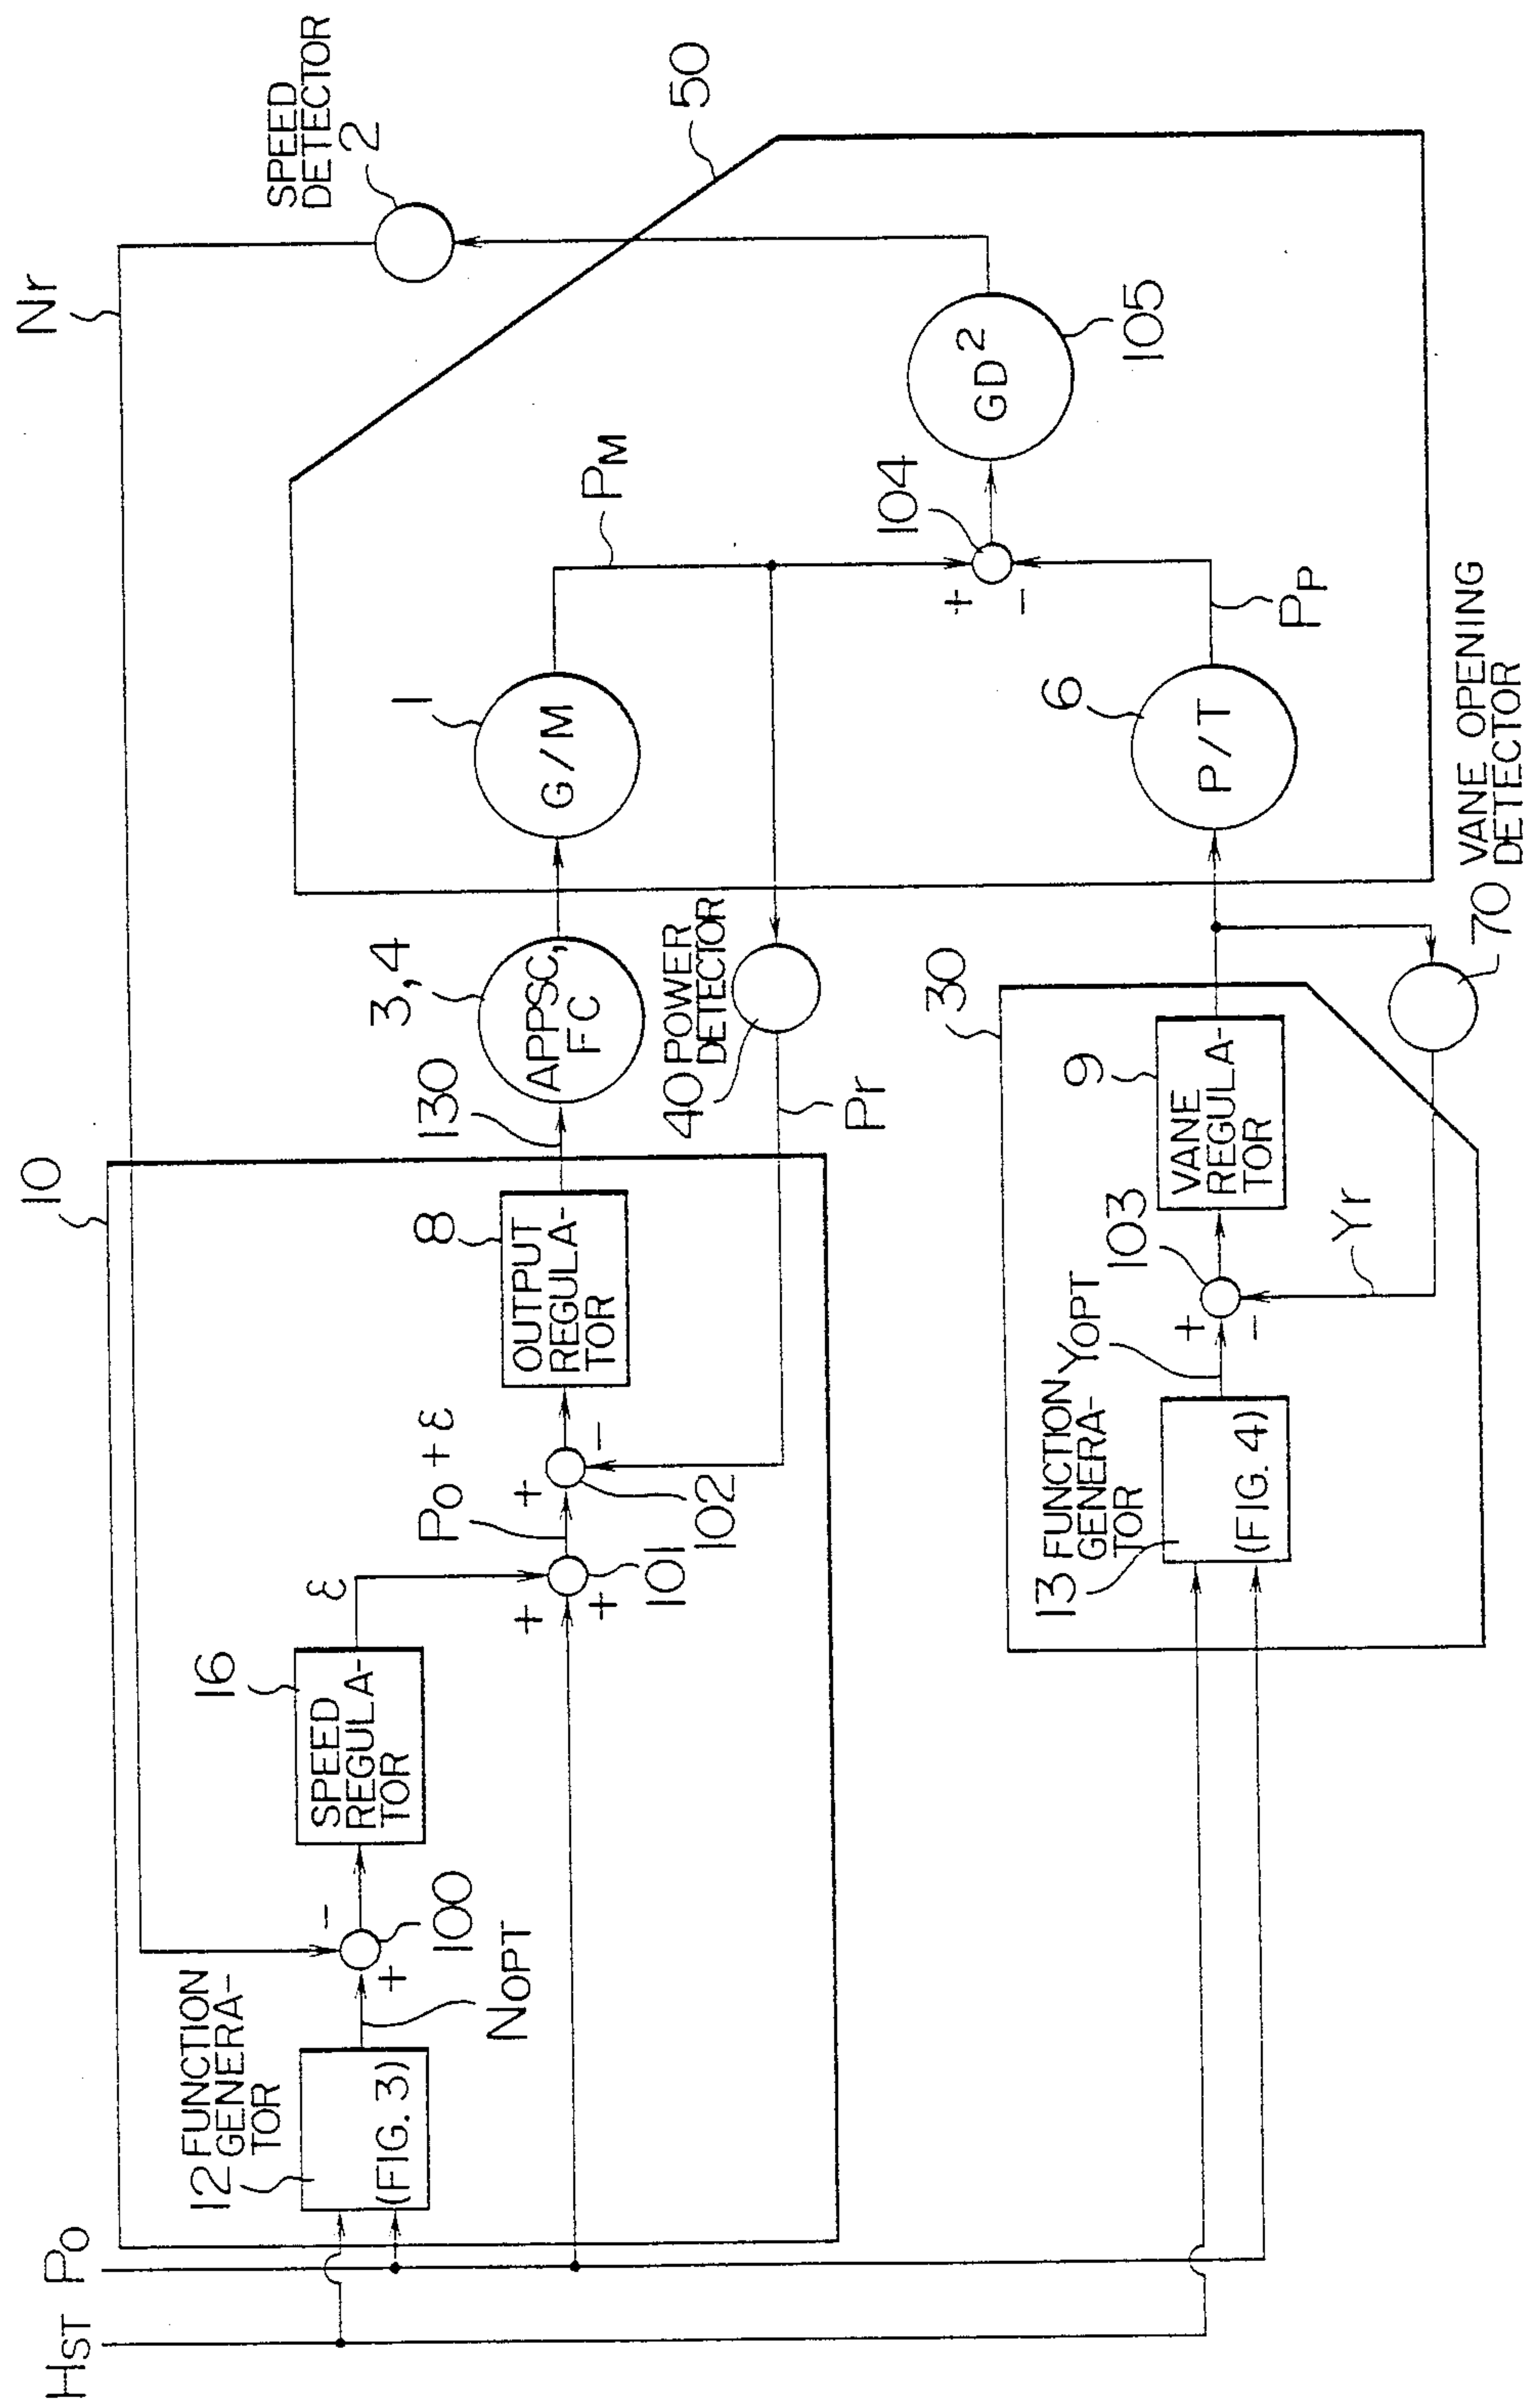 HST
PO
12 FUNCTION
GENERA-
TOR
(FIG. 3)
NOPT
+
-
100
16
SPEED
REGULA-
TOR
ε
+
+
101
PO+ε
+
-
102
8
OUTPUT
REGULA-
TOR
10
130
3,4
APPSC,
FC
40 POWER
DETECTOR
Pr
Nr
SPEED
DETECTOR
2
50
1
G/M
PM
104
+
-
GD2
105
6
P/T
PP
13 FUNCTION
GENERA-
TOR
(FIG. 4)
YOPT
+
-
103
9
VANE
REGULA-
TOR
30
Yr
70 VANE OPENING
DETECTOR